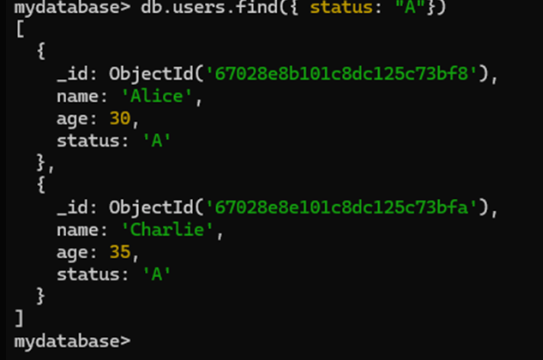 mydatabase> db.users.find({ status: "A"})
[
  {
    _id: ObjectId('67028e8b101c8dc125c73bf8'),
    name: 'Alice',
    age: 30,
    status: 'A'
  },
  {
    _id: ObjectId('67028e8e101c8dc125c73bfa'),
    name: 'Charlie',
    age: 35,
    status: 'A'
  }
]
mydatabase>